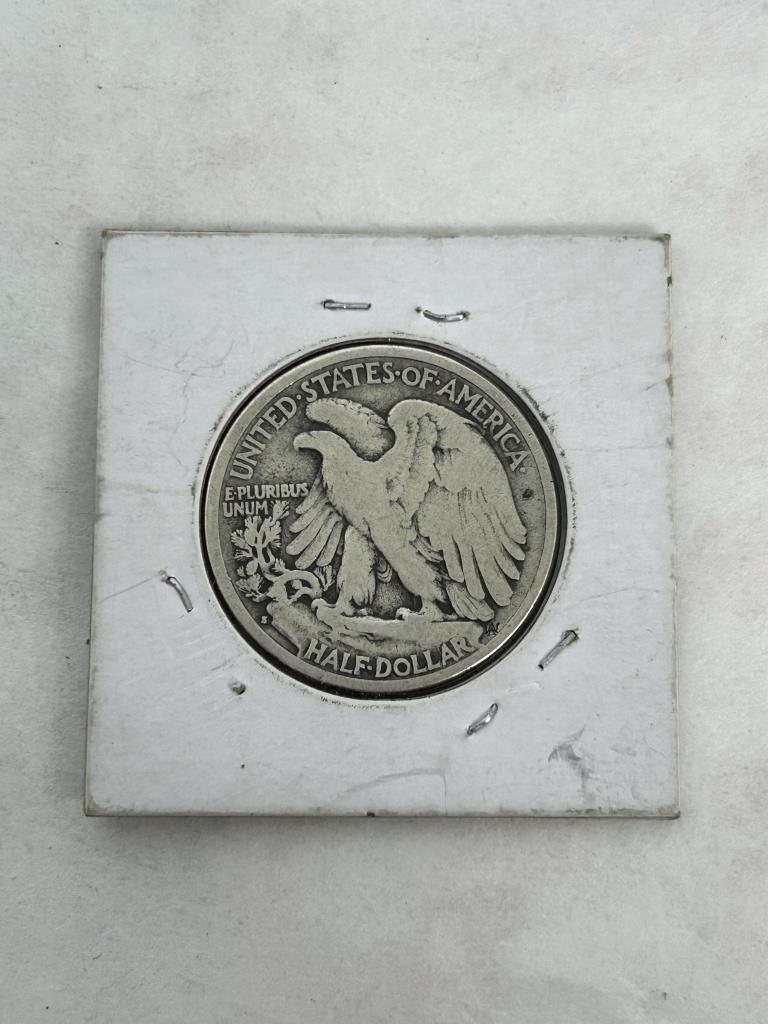 UNITED·STATES·OF·AMERICA·
E·PLURIBUS
UNUM
S
HALF·DOLLAR